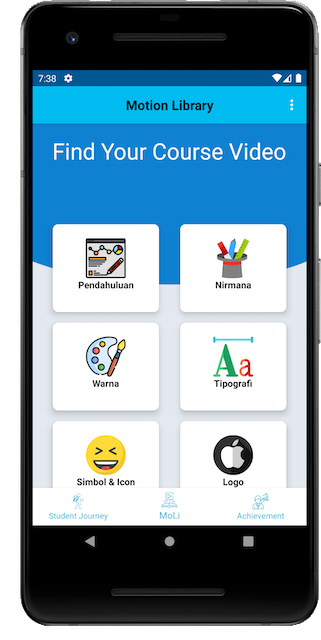 7:38
Motion Library
Find Your Course Video
Pendahuluan
Nirmana
Warna
Aa
Tipografi
Simbol & Icon
Logo
Student Journey
MoLi
Achievement